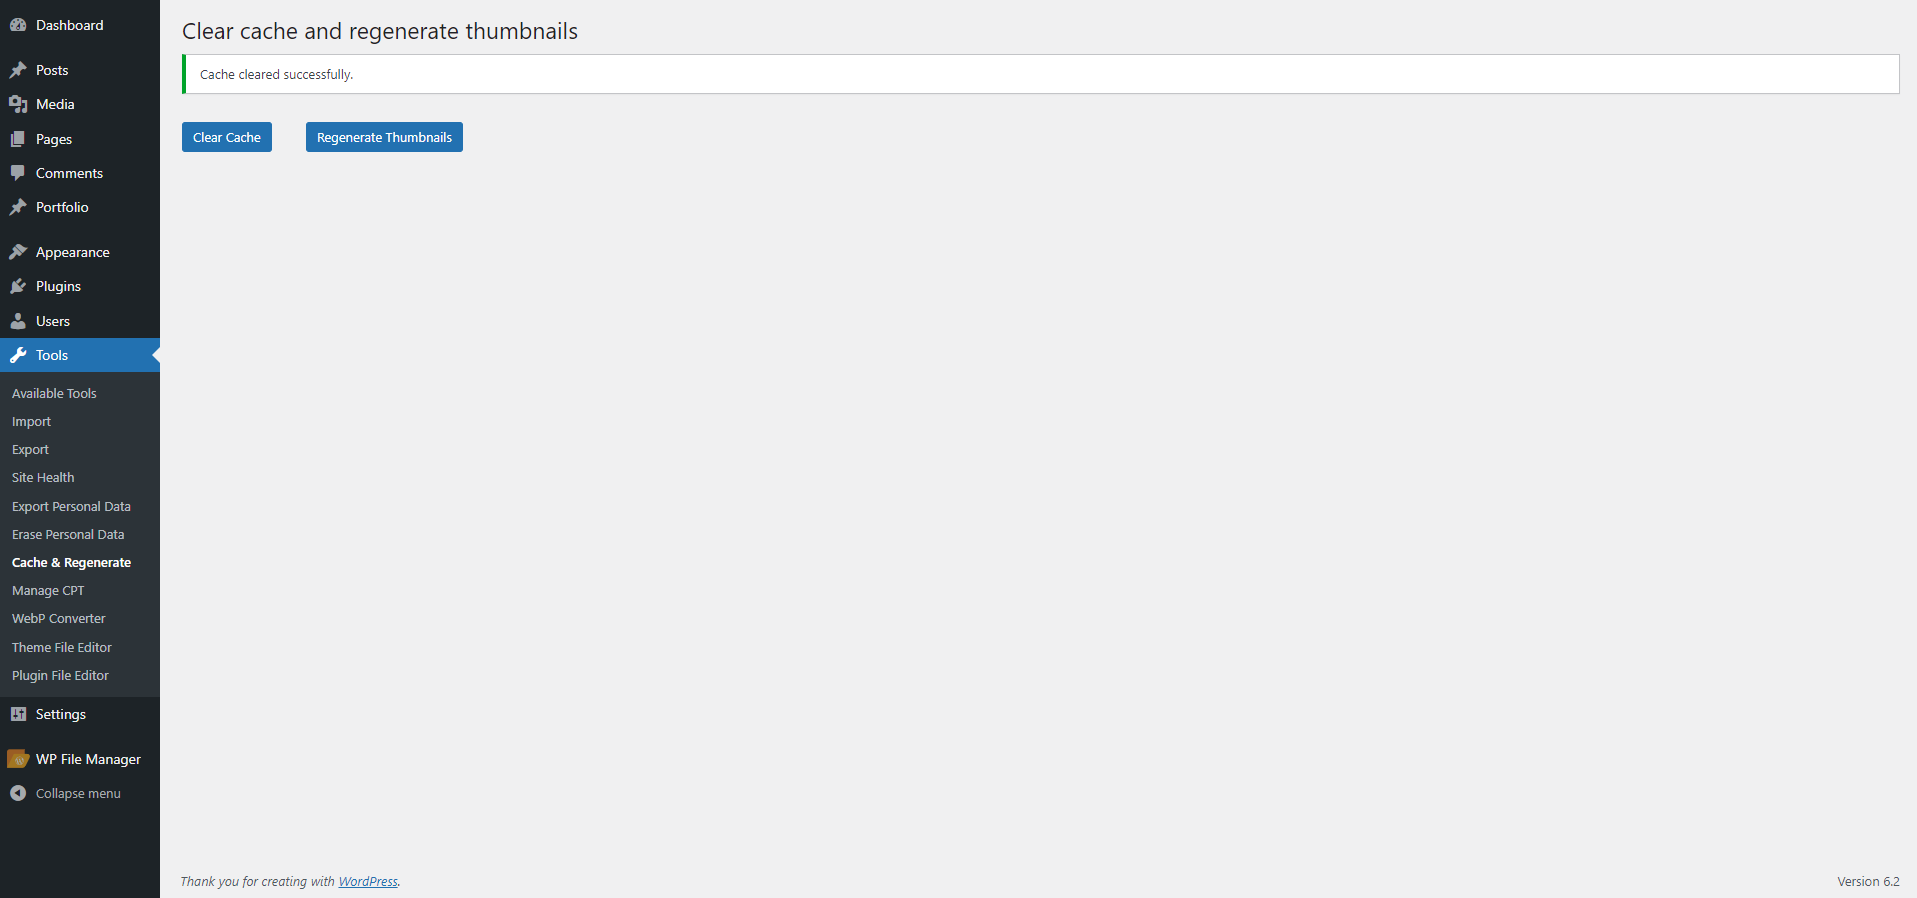 Dashboard
Posts
Media
Pages
Comments
Portfolio
Appearance
Plugins
Users
Tools
Available Tools
Import
Export
Site Health
Export Personal Data
Erase Personal Data
Cache & Regenerate
Manage CPT
WebP Converter
Theme File Editor
Plugin File Editor
Settings
WP File Manager
Collapse menu
Clear cache and regenerate thumbnails
Cache cleared successfully.
Clear Cache
Regenerate Thumbnails
Thank you for creating with WordPress.
Version 6.2